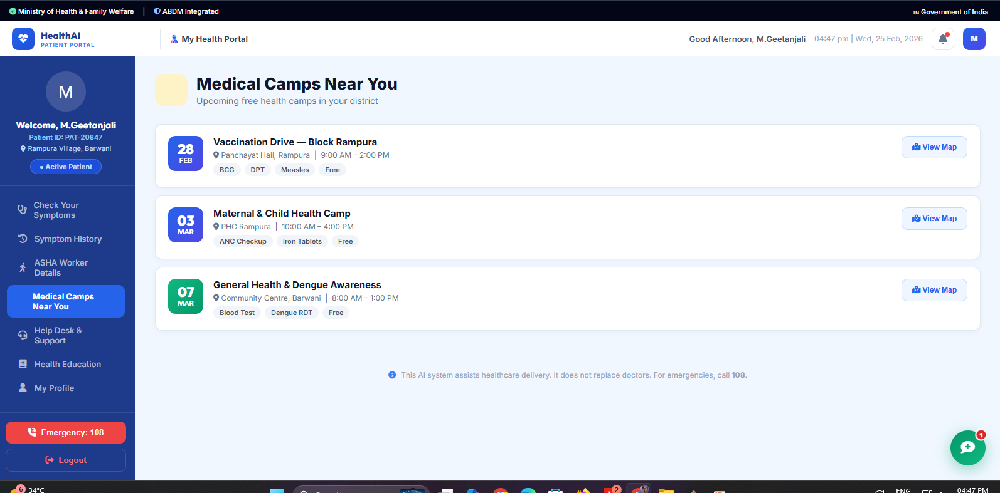 Ministry of Health & Family Welfare | ABDM Integrated
IN Government of India
HealthAI
PATIENT PORTAL
My Health Portal
Good Afternoon, M.Geetanjali 04:47 pm | Wed, 25 Feb, 2026
M
M
Welcome, M.Geetanjali
Patient ID: PAT-20847
Rampura Village, Barwani
Active Patient
Check Your
Symptoms
Symptom History
ASHA Worker
Details
Medical Camps
Near You
Help Desk &
Support
Health Education
My Profile
Emergency: 108
Logout
Medical Camps Near You
Upcoming free health camps in your district
28
FEB
Vaccination Drive — Block Rampura
Panchayat Hall, Rampura | 9:00 AM – 2:00 PM
BCG DPT Measles Free
View Map
03
MAR
Maternal & Child Health Camp
PHC Rampura | 10:00 AM – 4:00 PM
ANC Checkup Iron Tablets Free
View Map
07
MAR
General Health & Dengue Awareness
Community Centre, Barwani | 8:00 AM – 1:00 PM
Blood Test Dengue RDT Free
View Map
This AI system assists healthcare delivery. It does not replace doctors. For emergencies, call 108.
1
6 34°C
2
ENG
04:47 PM